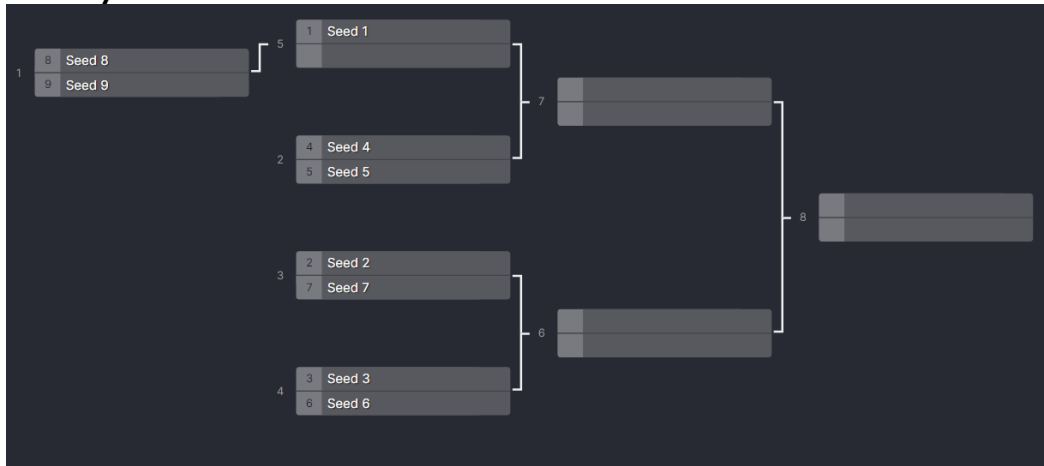 1
8 Seed 8
9 Seed 9
5
1 Seed 1
2
4 Seed 4
5 Seed 5
3
2 Seed 2
7 Seed 7
4
3 Seed 3
6 Seed 6
7
6
8